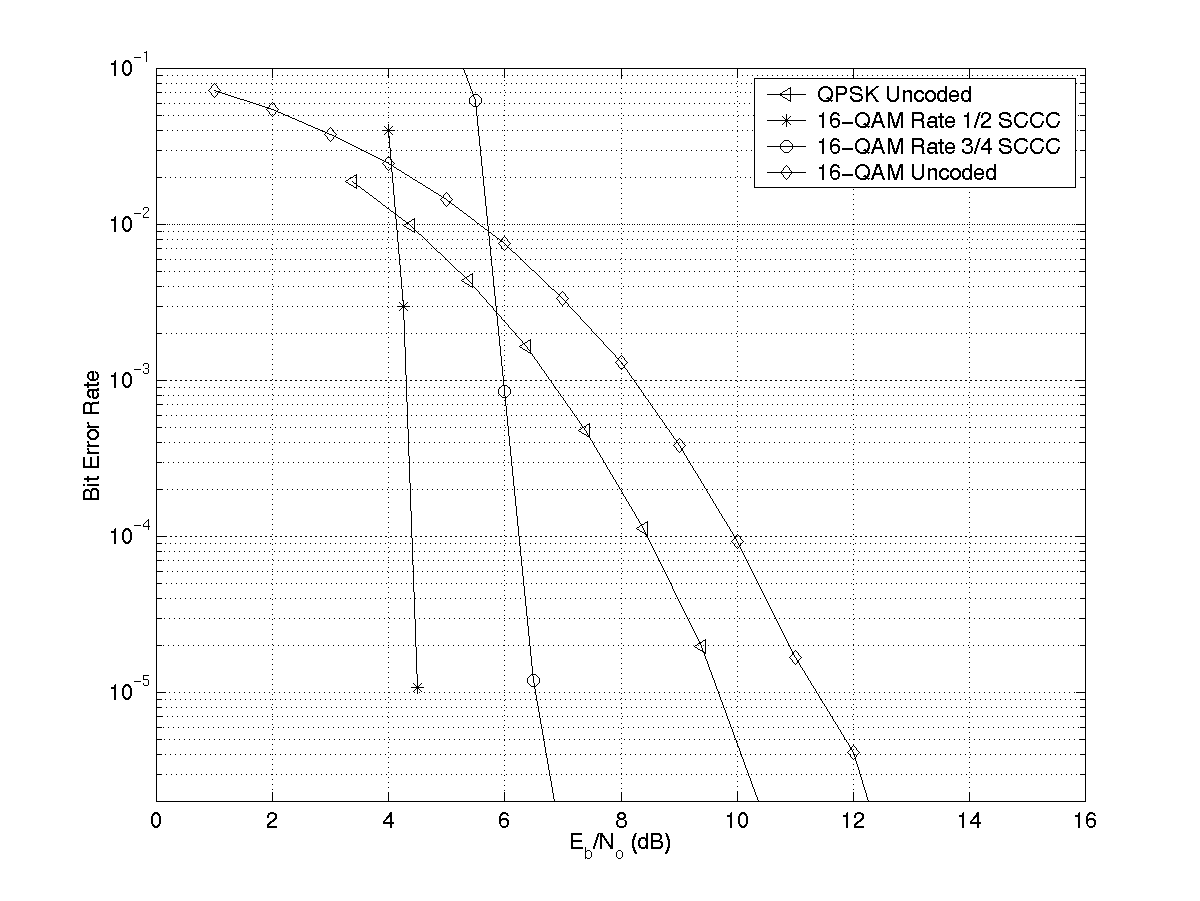 QPSK Uncoded
16-QAM Rate 1/2 SCCC
16-QAM Rate 3/4 SCCC
16-QAM Uncoded
10^-1
10^-2
10^-3
10^-4
10^-5
Bit Error Rate
0 2 4 6 8 10 12 14 16
E_b/N_o (dB)